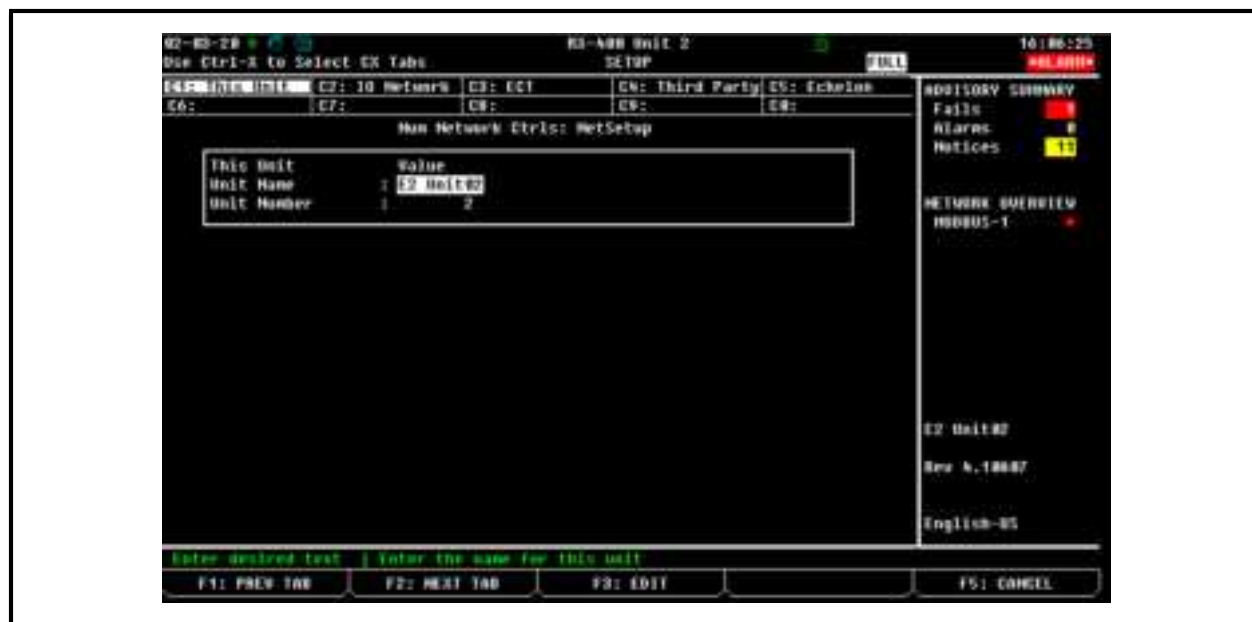 02-03-20 RX-400 Unit 2 16:06:25
Use Ctrl-X to Select CX Tabs SETUP FULL *ALARM*
C1: This Unit C2: IO Network C3: ECT C4: Third Party C5: Echelon
C6: C7: C8: C9: C0:
Num Network Ctrls: NetSetup
This Unit Value
Unit Name : E2 Unit02
Unit Number : 2
ADVISORY SUMMARY
Fails 1
Alarms 0
Notices 13
NETWORK OVERVIEW
MODBUS-1
E2 Unit02
Rev
English-US
Enter desired text | Enter the name for this unit
F1: PREV TAB F2: NEXT TAB F3: EDIT F5: CANCEL